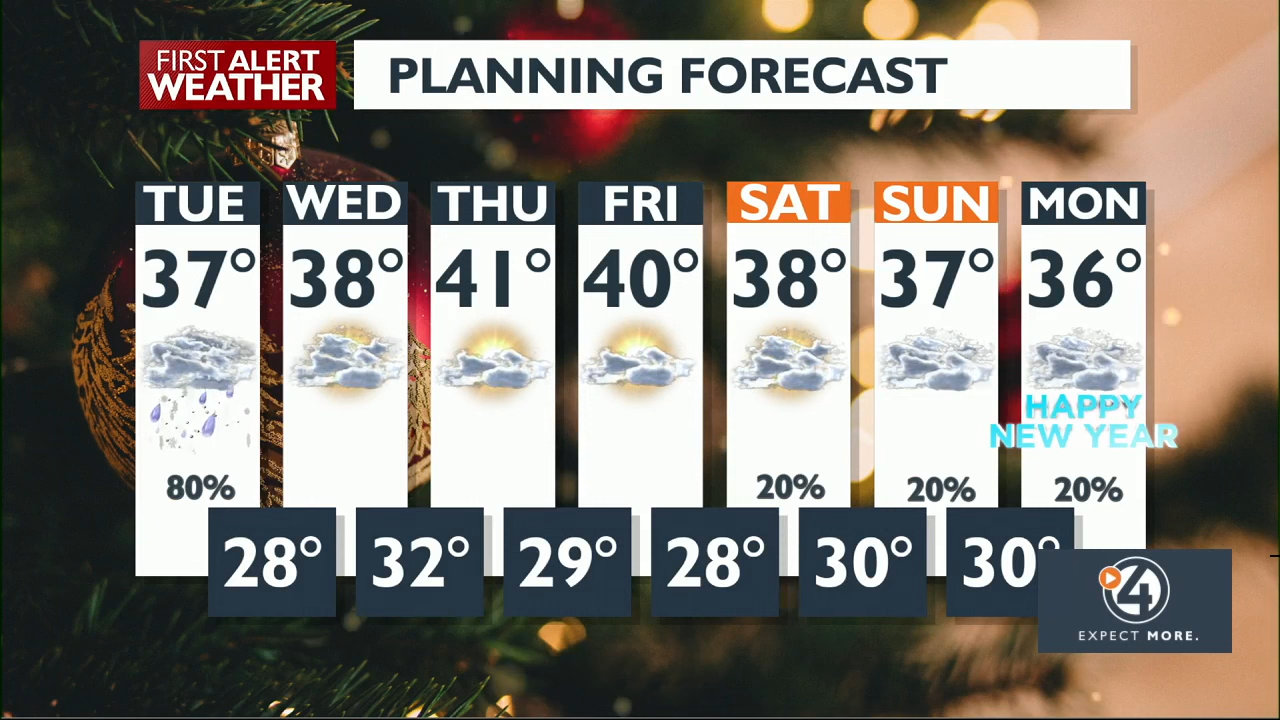 FIRST ALERT
WEATHER
PLANNING FORECAST
TUE WED THU FRI SAT SUN MON
37° 38° 41° 40° 38° 37° 36°
HAPPY
NEW YEAR
80% 20% 20% 20%
28° 32° 29° 28° 30° 30°
4
EXPECT MORE.